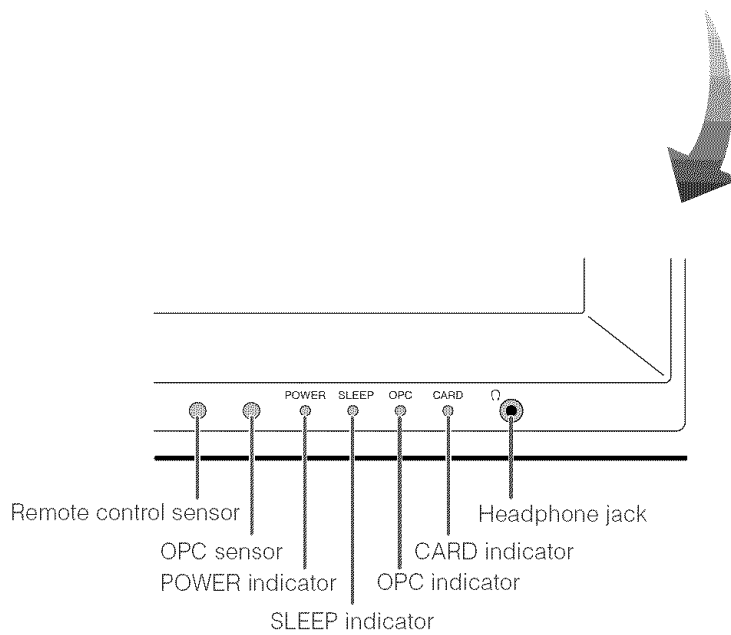 POWER SLEEP OPC CARD
Remote control sensor
Headphone jack
OPC sensor
CARD indicator
POWER indicator
OPC indicator
SLEEP indicator